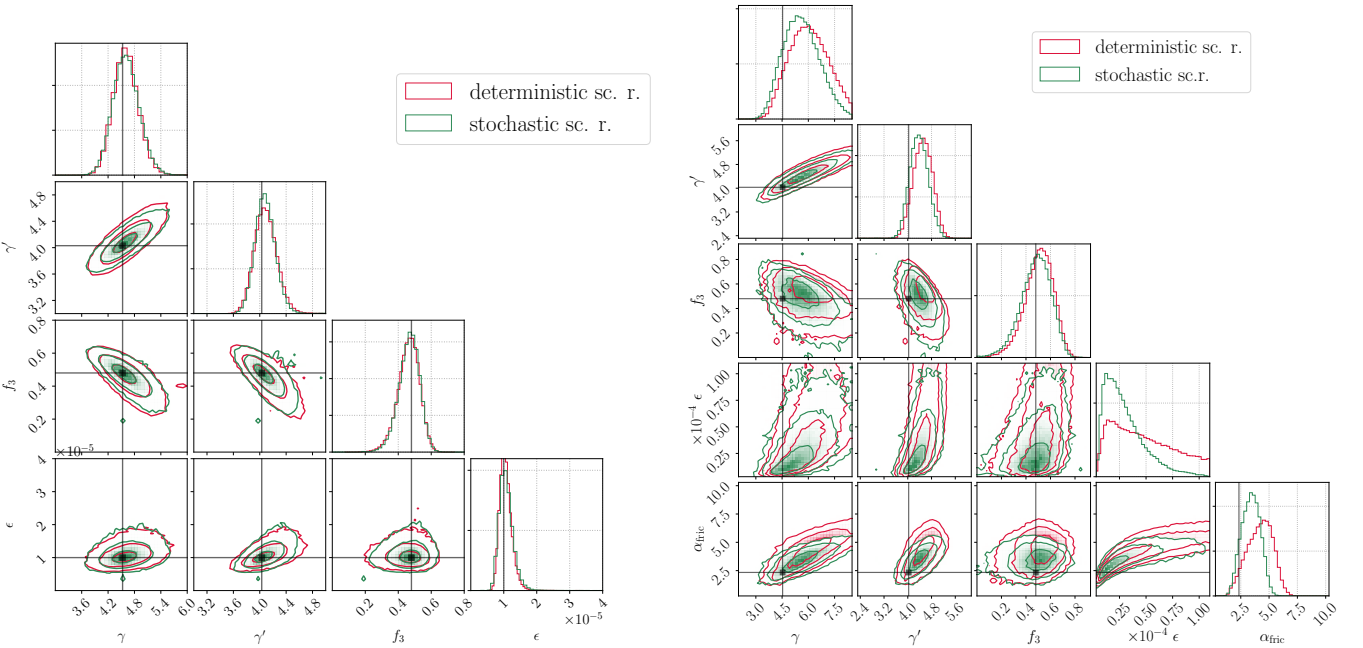 deterministic sc. r.
stochastic sc. r.
γ′
4.8
4.4
4.0
3.6
3.2
f₃
0.8
0.6
0.4
0.2
×10⁻⁵
ϵ
4
3
2
1
3.6 4.2 4.8 5.4 6.0
γ
3.2 3.6 4.0 4.4 4.8
γ′
0.2 0.4 0.6 0.8
f₃
1 2 3 4
×10⁻⁵
ϵ
deterministic sc. r.
stochastic sc.r.
γ′
5.6
4.8
4.0
3.2
2.4
f₃
0.8
0.6
0.4
0.2
×10⁻⁴ ϵ
1.00
0.75
0.50
0.25
α_fric
10.0
7.5
5.0
2.5
3.0 4.5 6.0 7.5
γ
2.4 3.2 4.0 4.8 5.6
γ′
0.2 0.4 0.6 0.8
f₃
0.25 0.50 0.75 1.00
×10⁻⁴ ϵ
2.5 5.0 7.5 10.0
α_fric